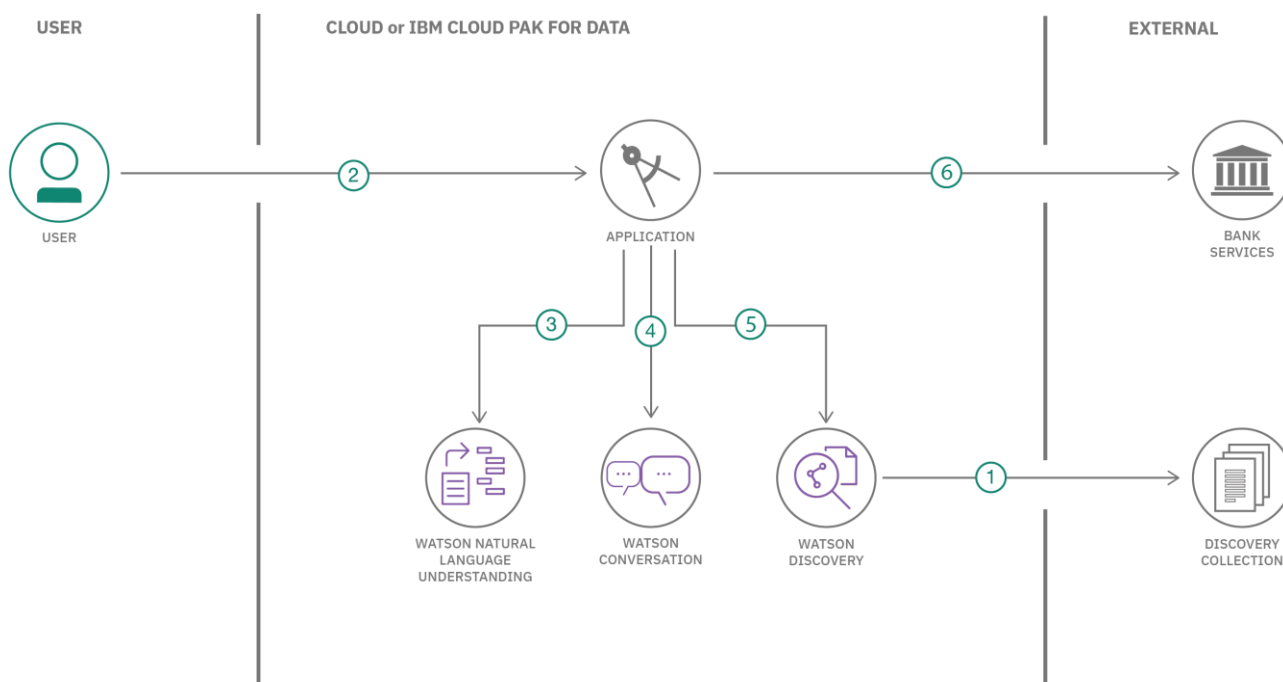 USER
CLOUD or IBM CLOUD PAK FOR DATA
EXTERNAL
2
6
USER
APPLICATION
BANK
SERVICES
3
4
5
1
WATSON NATURAL
LANGUAGE
UNDERSTANDING
WATSON
CONVERSATION
WATSON
DISCOVERY
DISCOVERY
COLLECTION